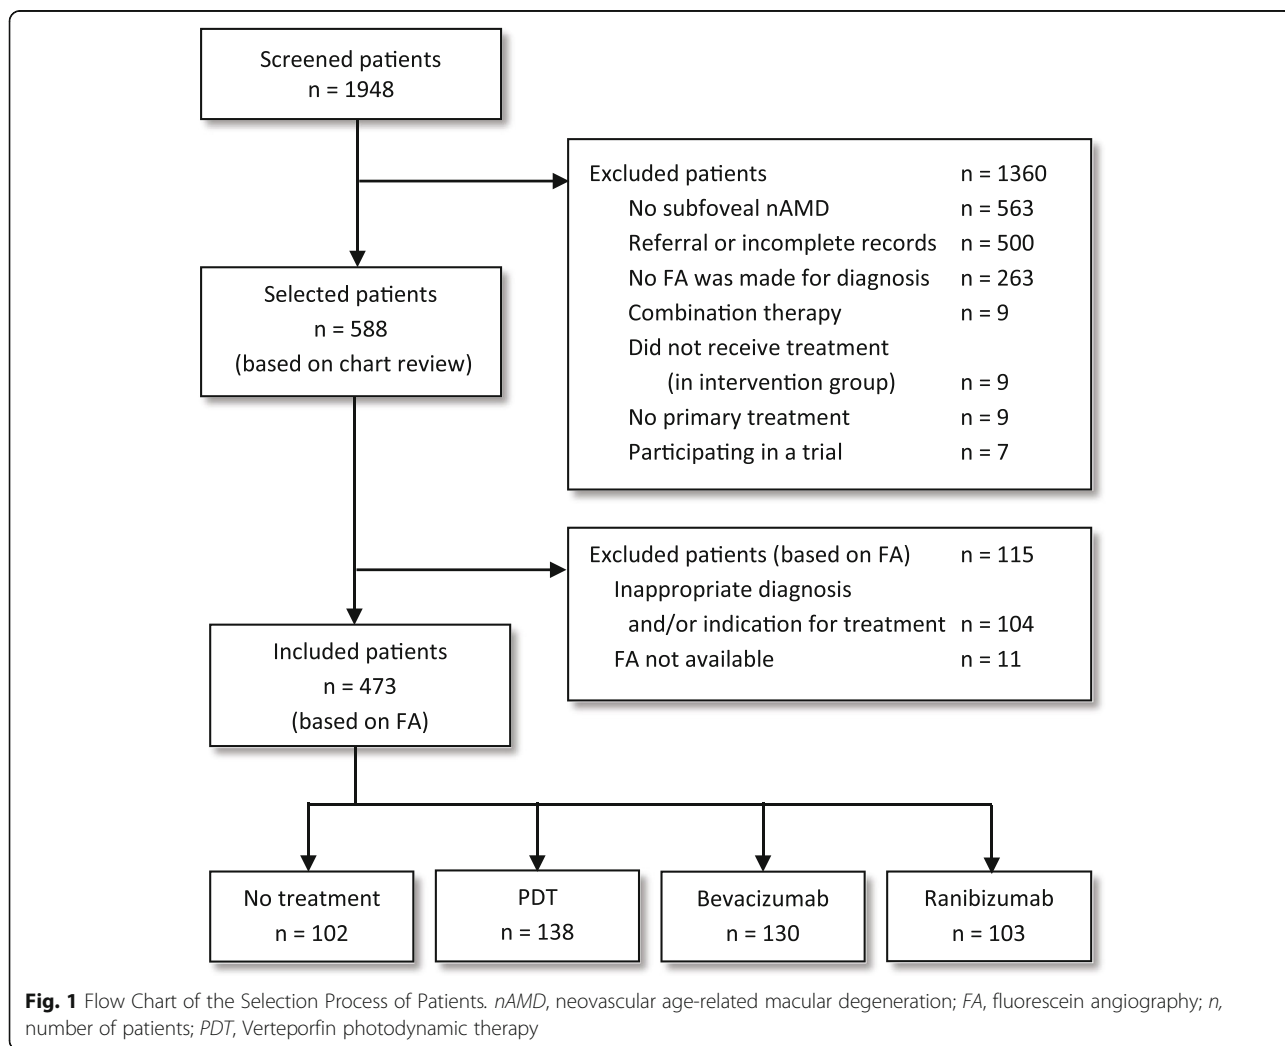 Screened patients
n = 1948
Excluded patients n = 1360
No subfoveal nAMD n = 563
Referral or incomplete records n = 500
No FA was made for diagnosis n = 263
Combination therapy n = 9
Did not receive treatment
(in intervention group) n = 9
No primary treatment n = 9
Participating in a trial n = 7
Selected patients
n = 588
(based on chart review)
Excluded patients (based on FA) n = 115
Inappropriate diagnosis
and/or indication for treatment n = 104
FA not available n = 11
Included patients
n = 473
(based on FA)
No treatment
n = 102
PDT
n = 138
Bevacizumab
n = 130
Ranibizumab
n = 103
Fig. 1 Flow Chart of the Selection Process of Patients. nAMD, neovascular age-related macular degeneration; FA, fluorescein angiography; n,
number of patients; PDT, Verteporfin photodynamic therapy